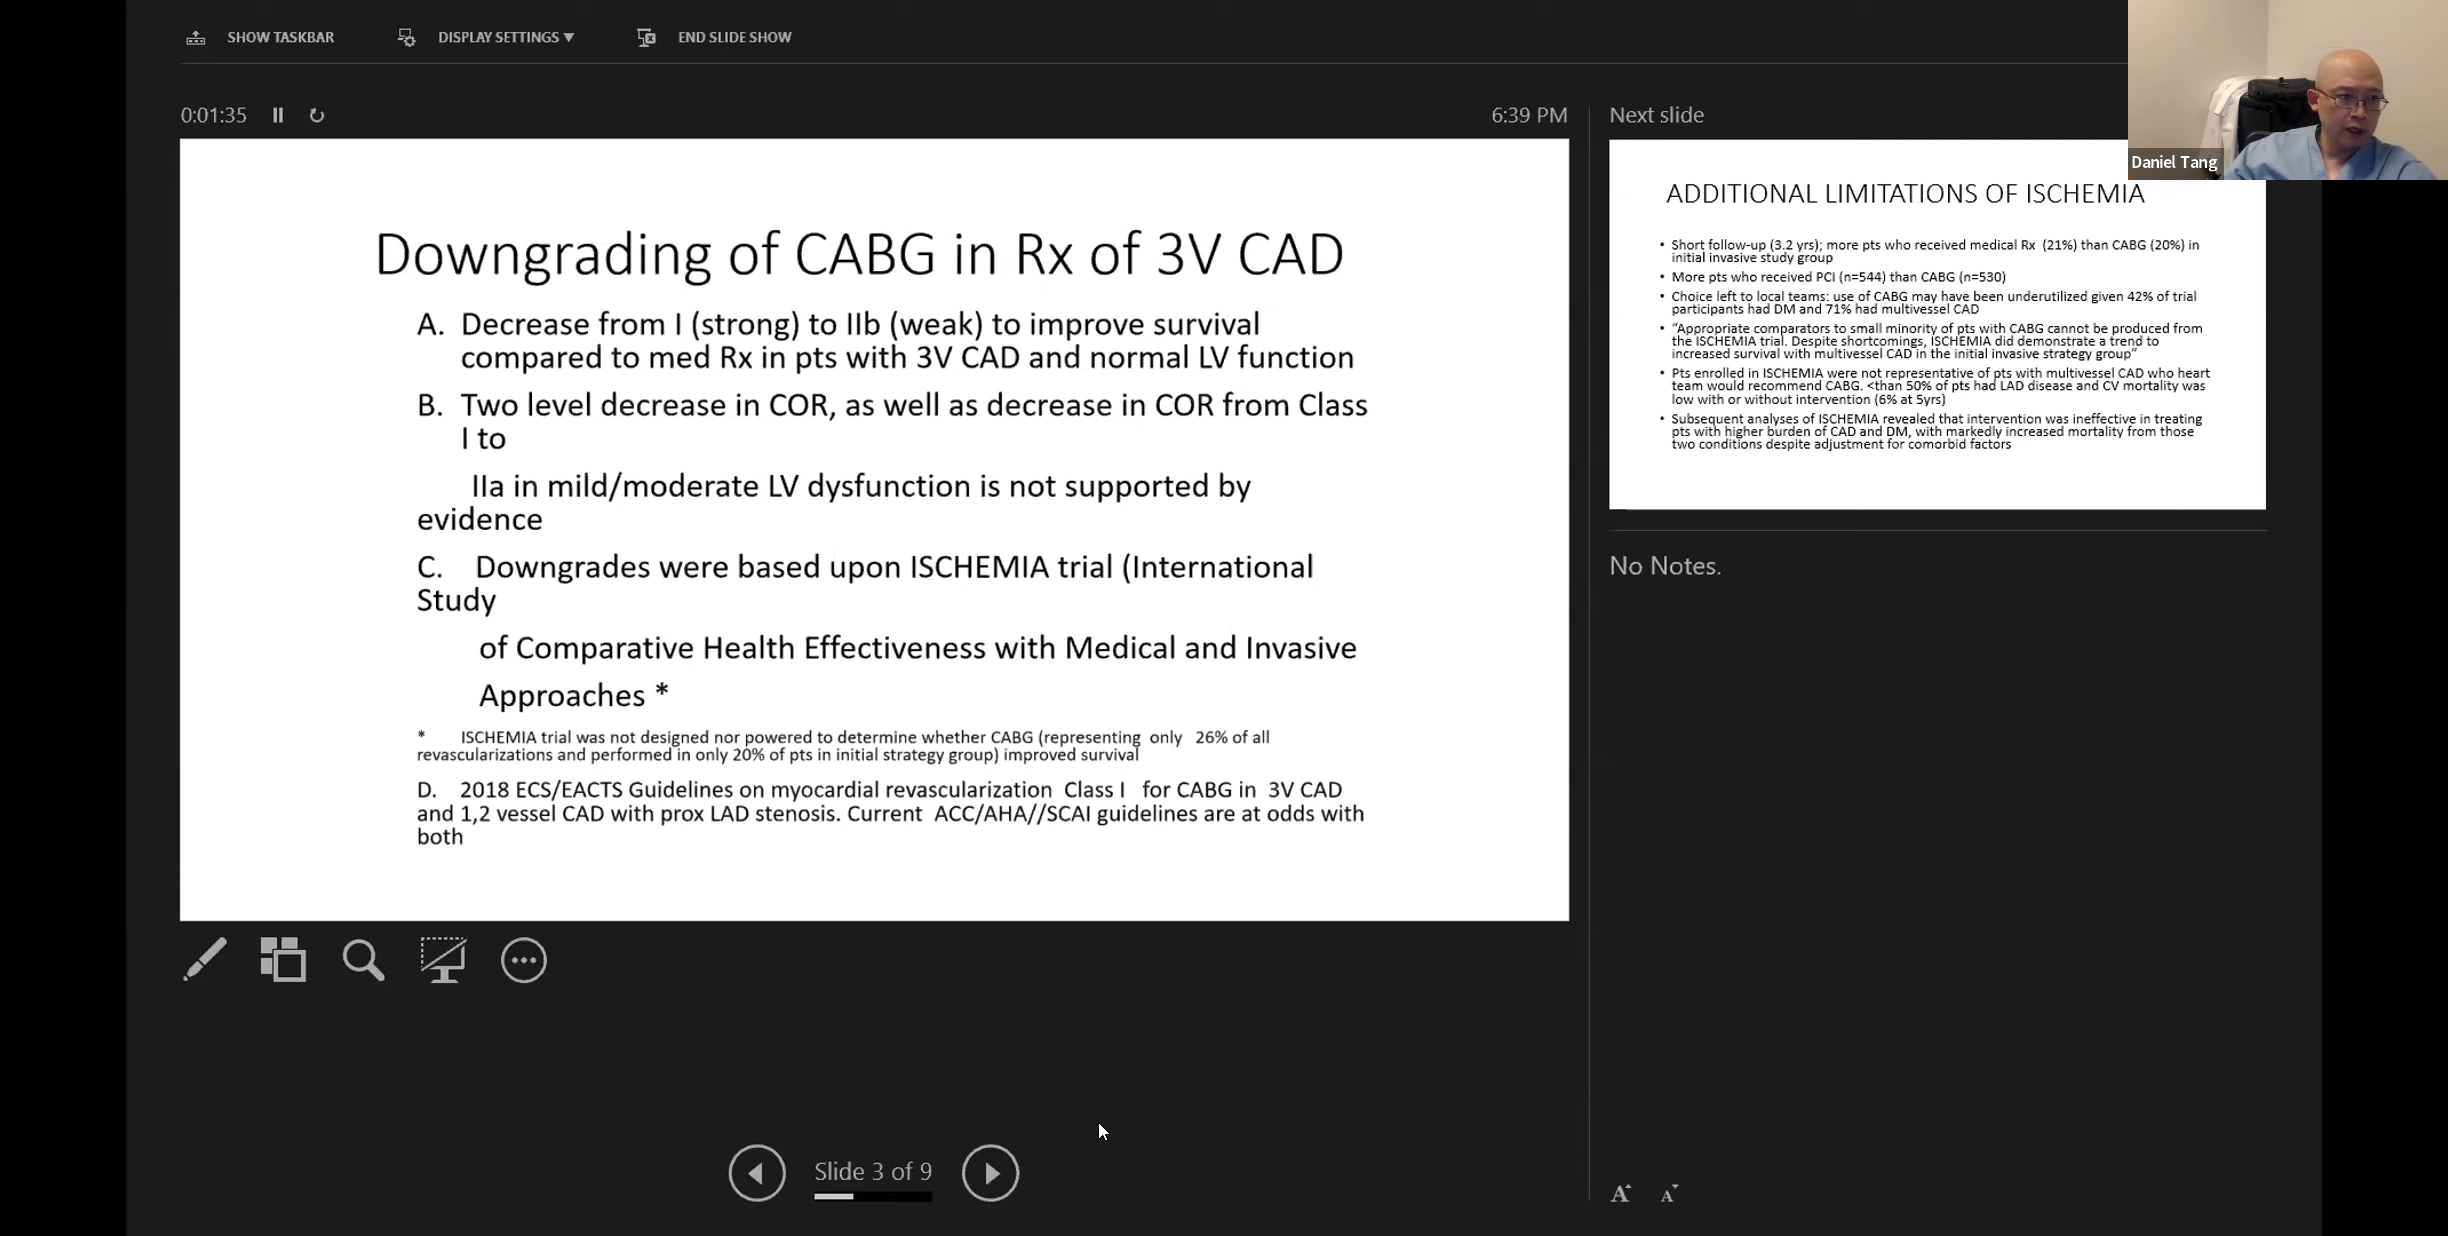 SHOW TASKBAR
DISPLAY SETTINGS ▾
END SLIDE SHOW
0:01:35
6:39 PM
Downgrading of CABG in Rx of 3V CAD
A. Decrease from I (strong) to IIb (weak) to improve survival
compared to med Rx in pts with 3V CAD and normal LV function
B. Two level decrease in COR, as well as decrease in COR from Class
I to
IIa in mild/moderate LV dysfunction is not supported by
evidence
C. Downgrades were based upon ISCHEMIA trial (International
Study
of Comparative Health Effectiveness with Medical and Invasive
Approaches *
* ISCHEMIA trial was not designed nor powered to determine whether CABG (representing only 26% of all
revascularizations and performed in only 20% of pts in initial strategy group) improved survival
D. 2018 ECS/EACTS Guidelines on myocardial revascularization Class I for CABG in 3V CAD
and 1,2 vessel CAD with prox LAD stenosis. Current ACC/AHA//SCAI guidelines are at odds with
both
Slide 3 of 9
Next slide
ADDITIONAL LIMITATIONS OF ISCHEMIA
• Short follow-up (3.2 yrs); more pts who received medical Rx (21%) than CABG (20%) in
initial invasive study group
• More pts who received PCI (n=544) than CABG (n=530)
• Choice left to local teams: use of CABG may have been underutilized given 42% of trial
participants had DM and 71% had multivessel CAD
• “Appropriate comparators to small minority of pts with CABG cannot be produced from
the ISCHEMIA trial. Despite shortcomings, ISCHEMIA did demonstrate a trend to
increased survival with multivessel CAD in the initial invasive strategy group”
• Pts enrolled in ISCHEMIA were not representative of pts with multivessel CAD who heart
team would recommend CABG. <than 50% of pts had LAD disease and CV mortality was
low with or without intervention (6% at 5yrs)
• Subsequent analyses of ISCHEMIA revealed that intervention was ineffective in treating
pts with higher burden of CAD and DM, with markedly increased mortality from those
two conditions despite adjustment for comorbid factors
No Notes.
A A
Daniel Tang